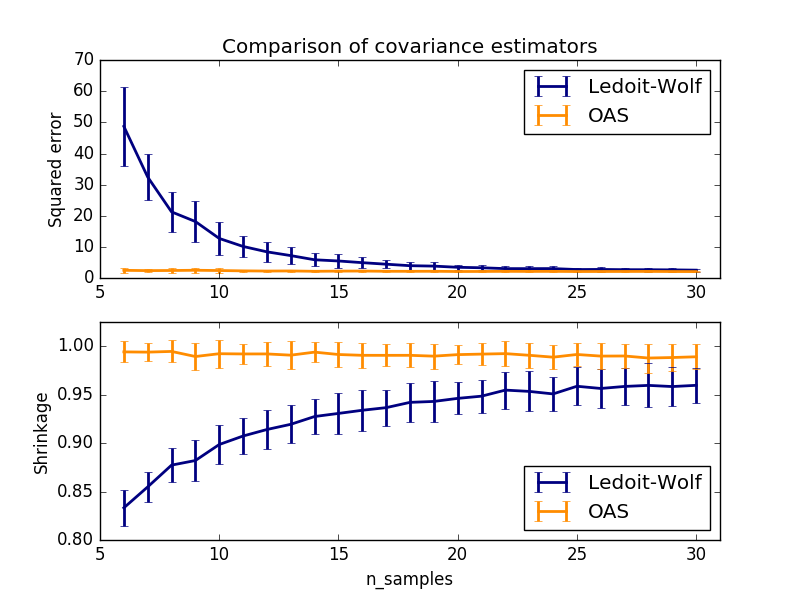 Comparison of covariance estimators
70
60
50
40
30
20
10
0
Squared error
Ledoit-Wolf
OAS
5 10 15 20 25 30
1.00
0.95
0.90
0.85
0.80
Shrinkage
Ledoit-Wolf
OAS
5 10 15 20 25 30
n_samples